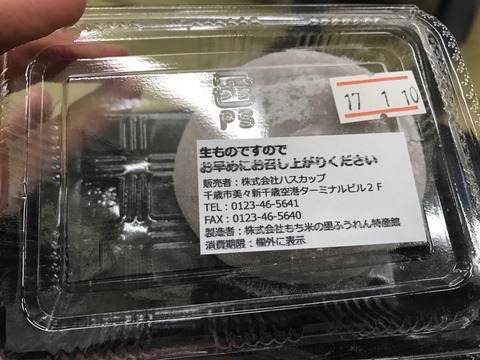 プラ
PS
17 1 10
生ものですので
お早めにお召し上がりください
販売者：株式会社ハスカップ
千歳市美々新千歳空港ターミナルビル２Ｆ
TEL：0123-46-5641
FAX：0123-46-5640
製造者：株式会社もち米の里ふうれん特産館
消費期限：欄外に表示